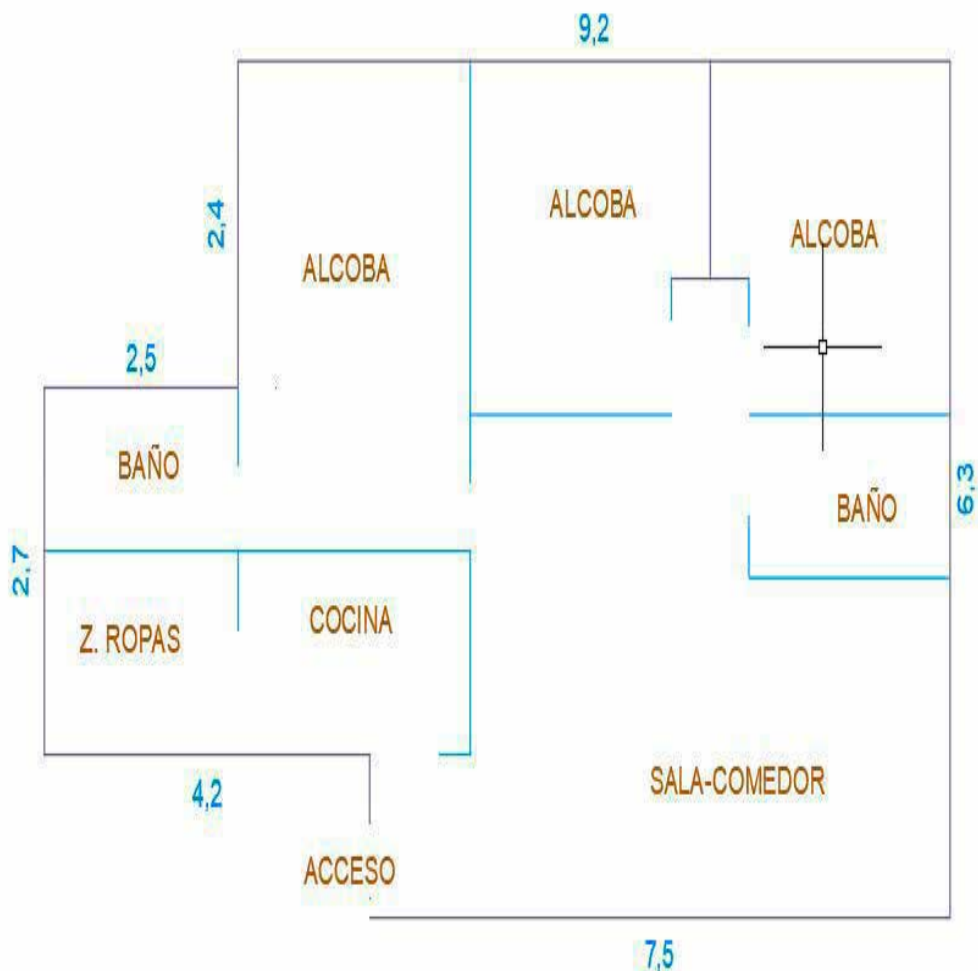 9,2
ALCOBA
ALCOBA
2,4
ALCOBA
2,5
BAÑO
6,3
BAÑO
2,7
COCINA
Z. ROPAS
SALA-COMEDOR
4,2
ACCESO
7,5